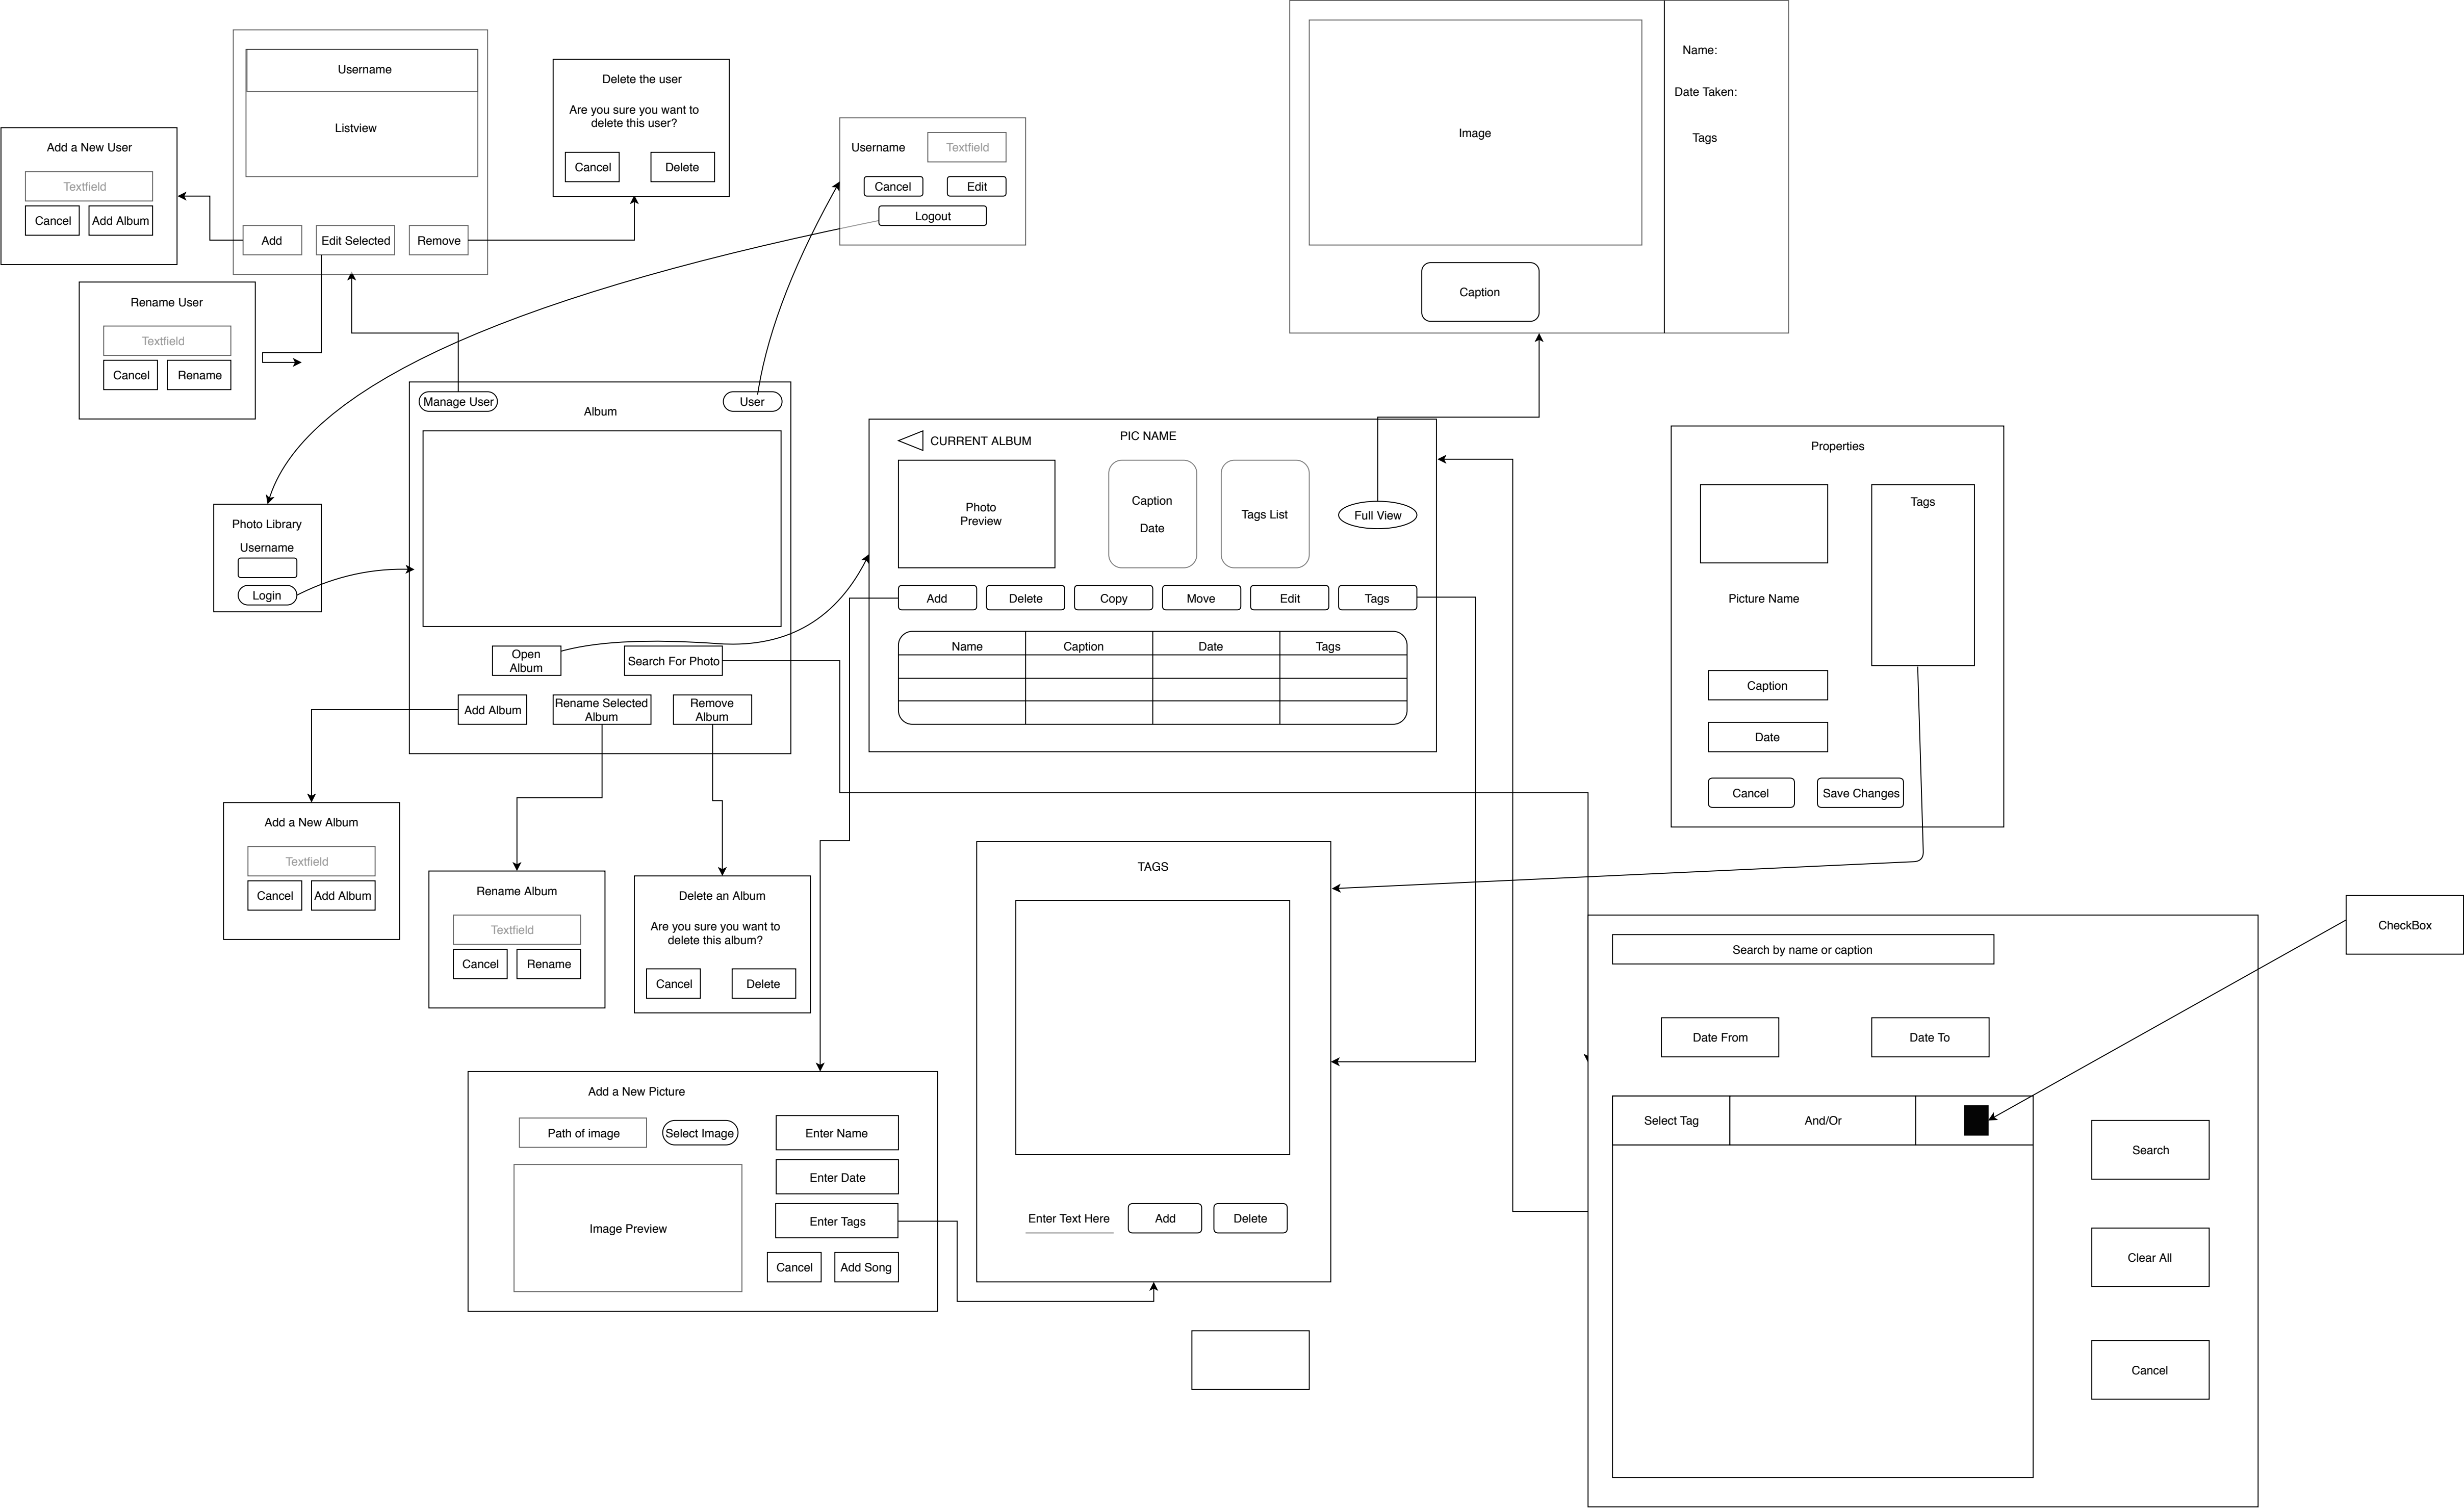 Username
Listview
Add
Edit Selected
Remove
Add a New User
Textfield
Cancel
Add Album
Rename User
Textfield
Cancel
Rename
Delete the user
Are you sure you want to
delete this user?
Cancel
Delete
Username
Textfield
Cancel
Edit
Logout
Image
Caption
Name:
Date Taken:
Tags
Photo Library
Username
Login
Manage User
User
Album
Open
Album
Search For Photo
Add Album
Rename Selected
Album
Remove
Album
CURRENT ALBUM
PIC NAME
Photo
Preview
Caption
Date
Tags List
Full View
Add
Delete
Copy
Move
Edit
Tags
Name
Caption
Date
Tags
Properties
Tags
Picture Name
Caption
Date
Cancel
Save Changes
Add a New Album
Textfield
Cancel
Add Album
Rename Album
Textfield
Cancel
Rename
Delete an Album
Are you sure you want to
delete this album?
Cancel
Delete
Add a New Picture
Path of image
Select Image
Image Preview
Enter Name
Enter Date
Enter Tags
Cancel
Add Song
TAGS
Enter Text Here
Add
Delete
Search by name or caption
Date From
Date To
Select Tag
And/Or
Search
Clear All
Cancel
CheckBox